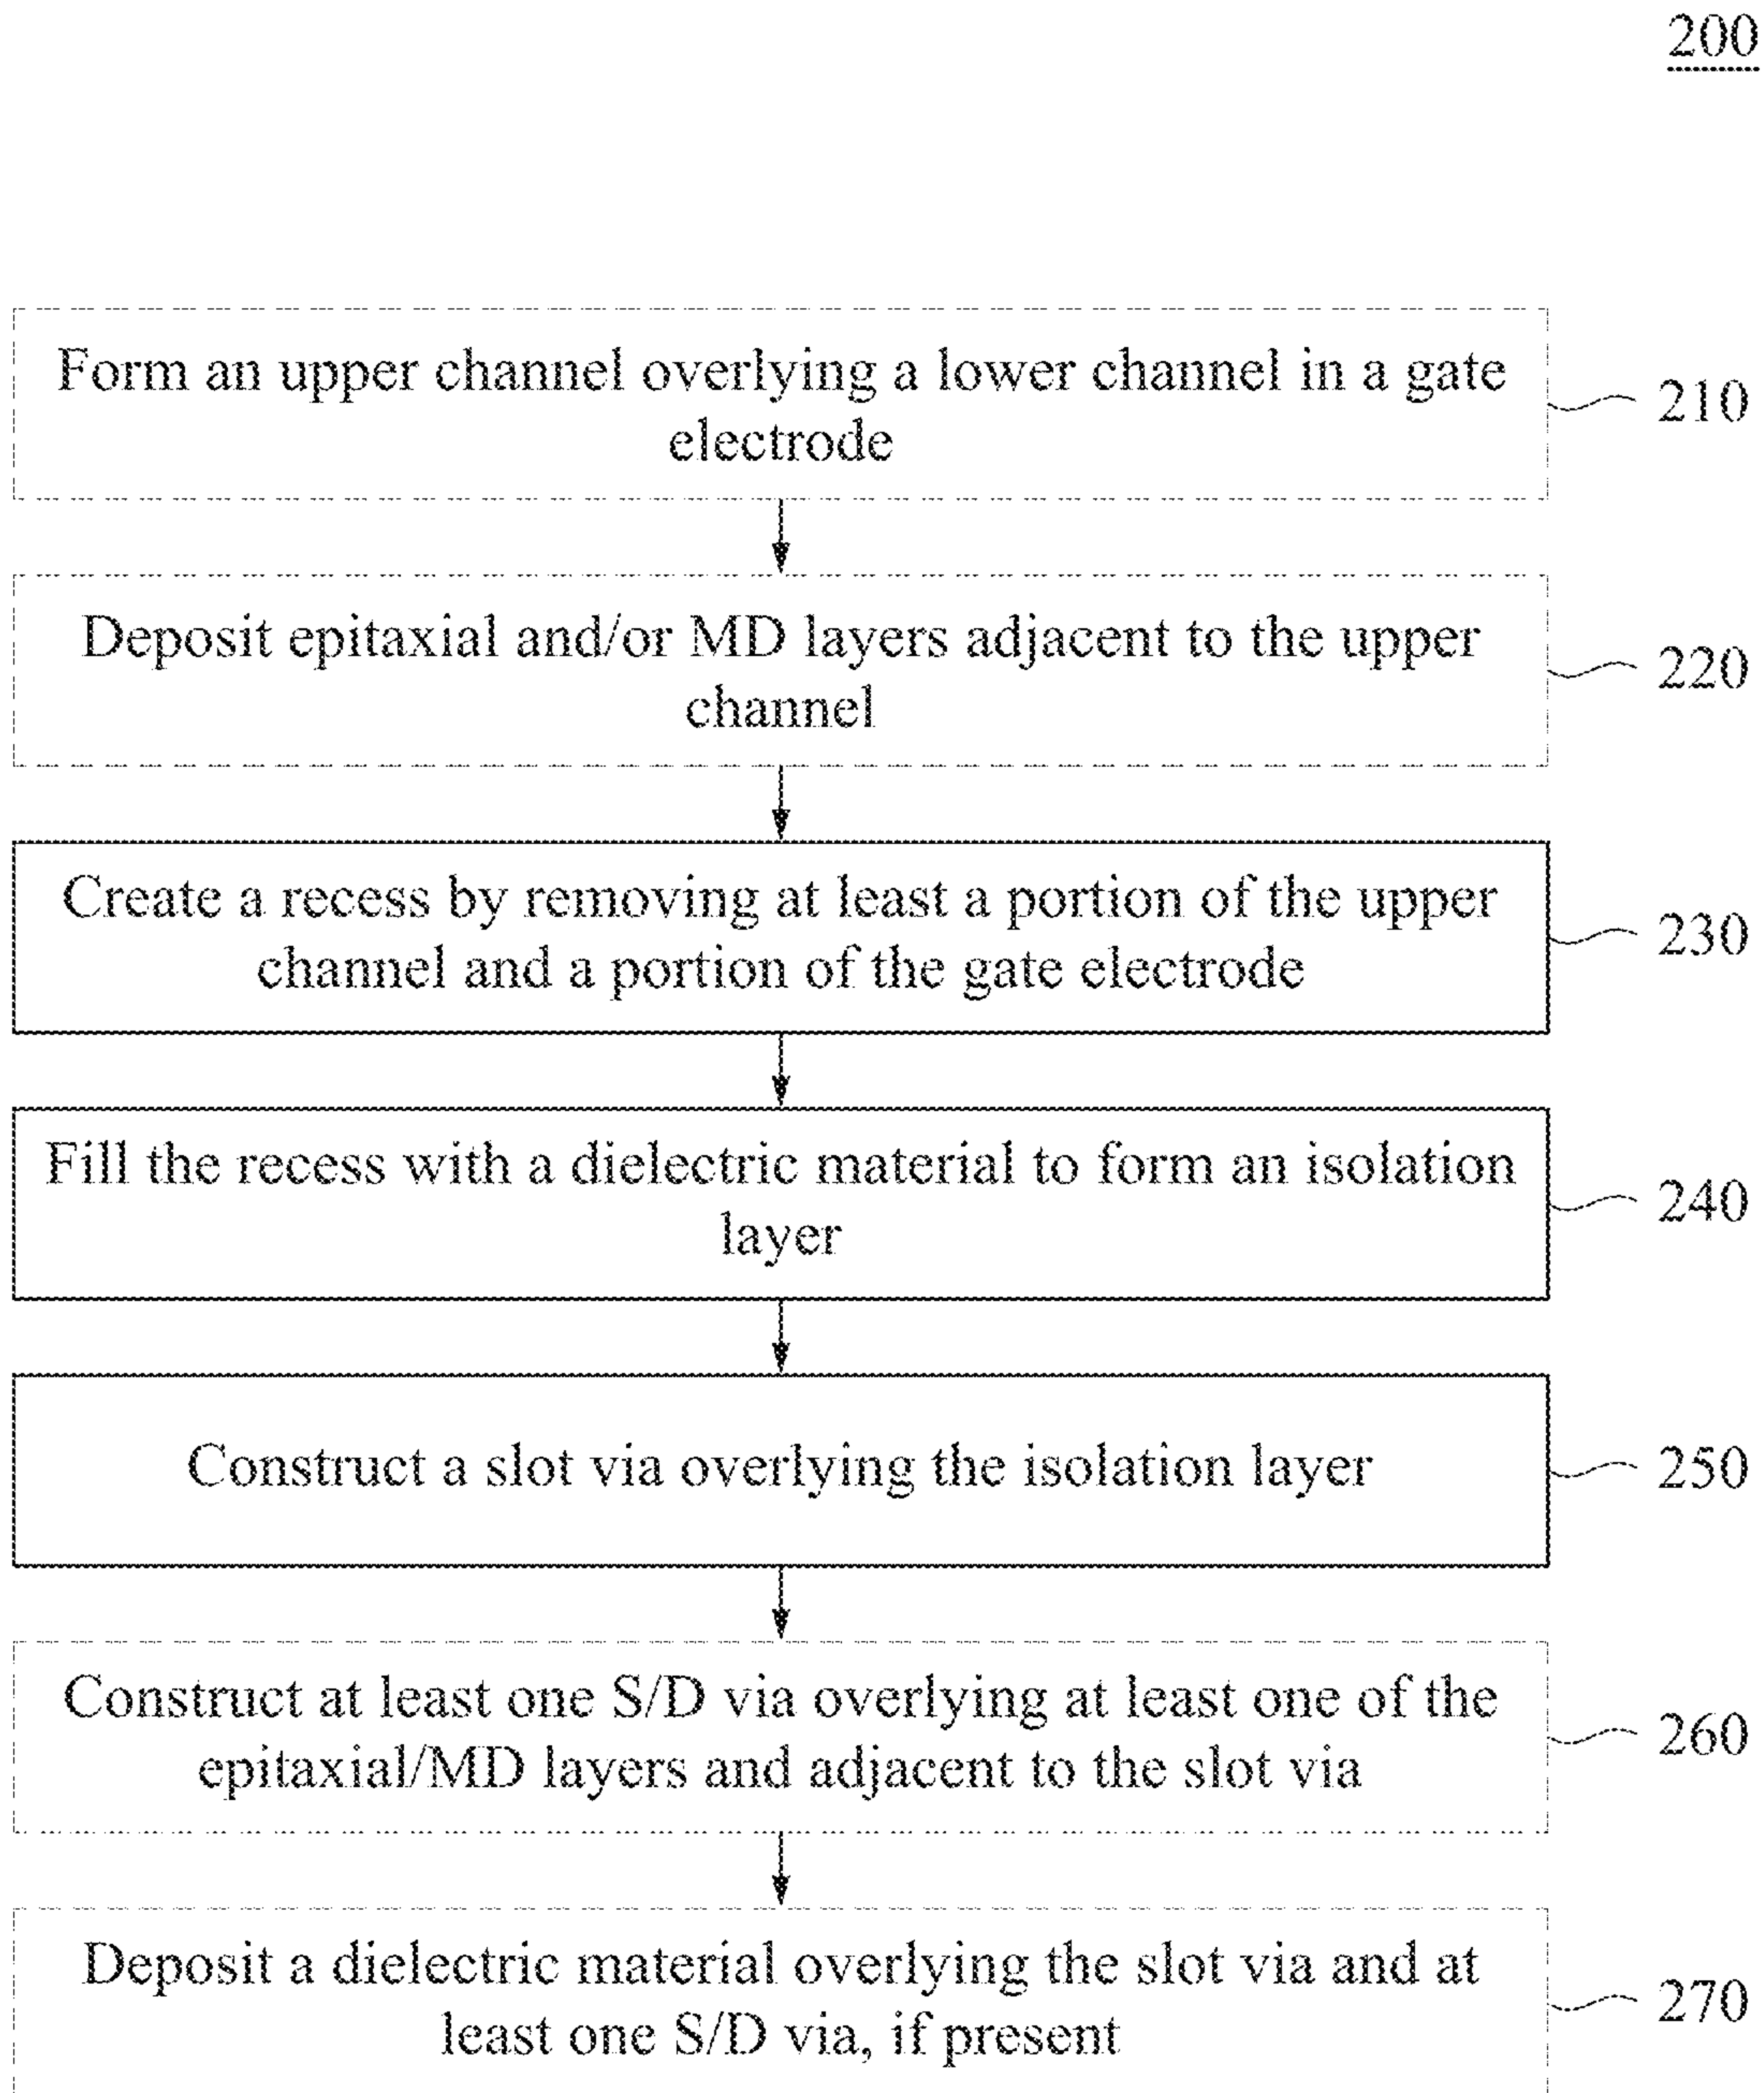 200
Form an upper channel overlying a lower channel in a gate
electrode
210
Deposit epitaxial and/or MD layers adjacent to the upper
channel
220
Create a recess by removing at least a portion of the upper
channel and a portion of the gate electrode
230
Fill the recess with a dielectric material to form an isolation
layer
240
Construct a slot via overlying the isolation layer
250
Construct at least one S/D via overlying at least one of the
epitaxial/MD layers and adjacent to the slot via
260
Deposit a dielectric material overlying the slot via and at
least one S/D via, if present
270